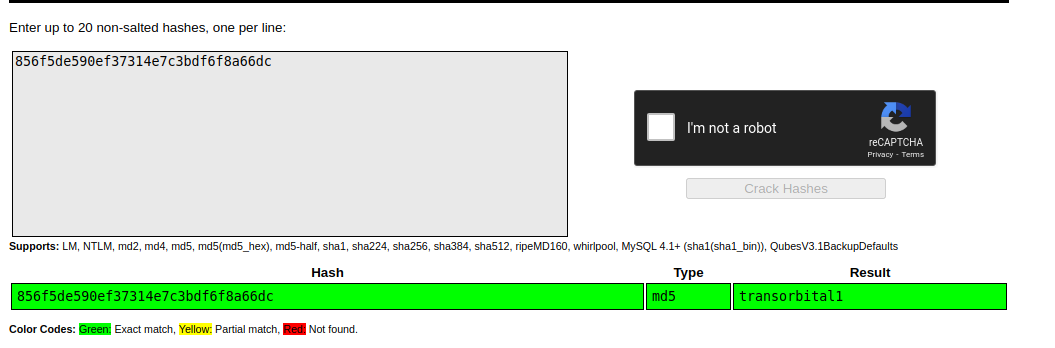 Enter up to 20 non-salted hashes, one per line:
856f5de590ef37314e7c3bdf6f8a66dc
I'm not a robot
reCAPTCHA
Privacy - Terms
Crack Hashes
Supports: LM, NTLM, md2, md4, md5, md5(md5_hex), md5-half, sha1, sha224, sha256, sha384, sha512, ripeMD160, whirlpool, MySQL 4.1+ (sha1(sha1_bin)), QubesV3.1BackupDefaults
Hash Type Result
856f5de590ef37314e7c3bdf6f8a66dc md5 transorbital1
Color Codes: Green: Exact match, Yellow: Partial match, Red: Not found.